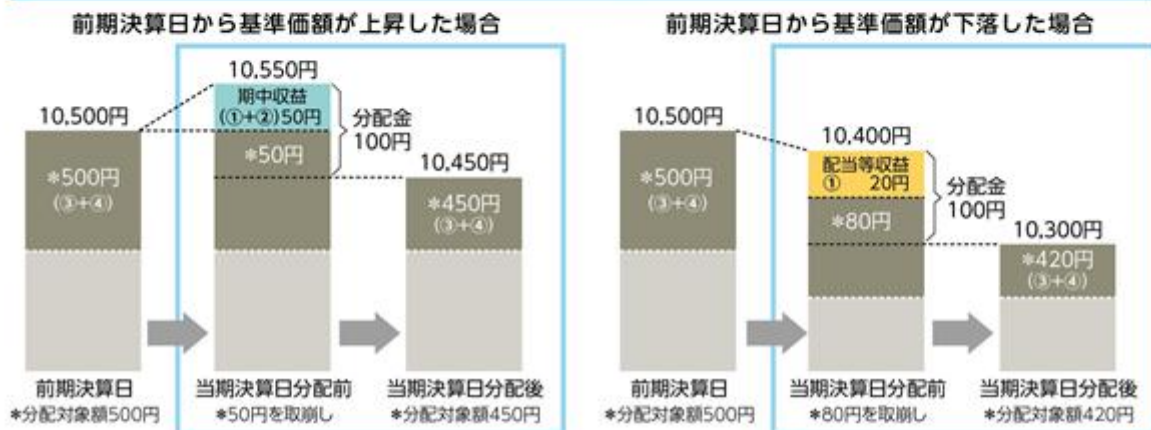 前期決算日から基準価額が上昇した場合
10,500円
*500円
(③+④)
10,550円
期中収益
(①+②)50円
*50円
分配金
100円
10,450円
*450円
(③+④)
前期決算日
*分配対象額500円
当期決算日分配前
*50円を取崩し
当期決算日分配後
*分配対象額450円
前期決算日から基準価額が下落した場合
10,500円
*500円
(③+④)
10,400円
配当等収益
① 20円
*80円
分配金
100円
10,300円
*420円
(③+④)
前期決算日
*分配対象額500円
当期決算日分配前
*80円を取崩し
当期決算日分配後
*分配対象額420円